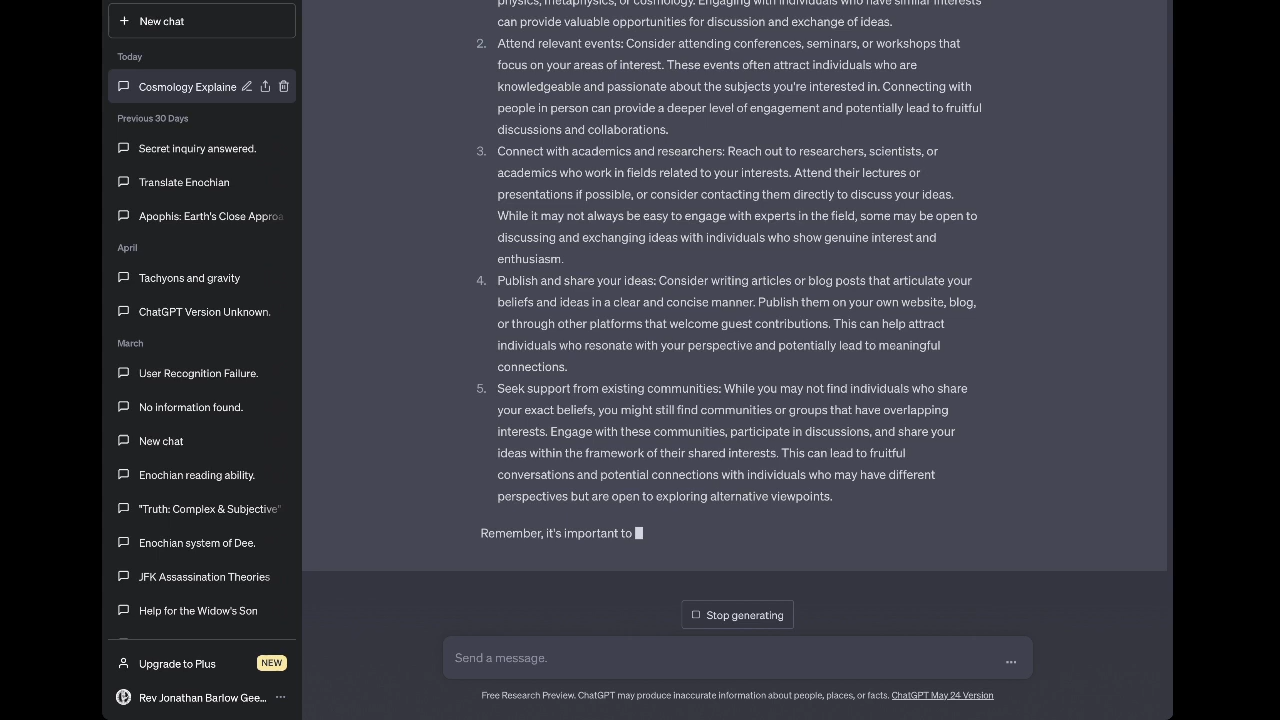 New chat
Today
Cosmology Explaine
Previous 30 Days
Secret inquiry answered.
Translate Enochian
Apophis: Earth's Close Approa
April
Tachyons and gravity
ChatGPT Version Unknown.
March
User Recognition Failure.
No information found.
New chat
Enochian reading ability.
"Truth: Complex & Subjective"
Enochian system of Dee.
JFK Assassination Theories
Help for the Widow's Son
Upgrade to Plus NEW
Rev Jonathan Barlow Gee...
physics, metaphysics, or cosmology. Engaging with individuals who have similar interests
can provide valuable opportunities for discussion and exchange of ideas.
2. Attend relevant events: Consider attending conferences, seminars, or workshops that
focus on your areas of interest. These events often attract individuals who are
knowledgeable and passionate about the subjects you're interested in. Connecting with
people in person can provide a deeper level of engagement and potentially lead to fruitful
discussions and collaborations.
3. Connect with academics and researchers: Reach out to researchers, scientists, or
academics who work in fields related to your interests. Attend their lectures or
presentations if possible, or consider contacting them directly to discuss your ideas.
While it may not always be easy to engage with experts in the field, some may be open to
discussing and exchanging ideas with individuals who show genuine interest and
enthusiasm.
4. Publish and share your ideas: Consider writing articles or blog posts that articulate your
beliefs and ideas in a clear and concise manner. Publish them on your own website, blog,
or through other platforms that welcome guest contributions. This can help attract
individuals who resonate with your perspective and potentially lead to meaningful
connections.
5. Seek support from existing communities: While you may not find individuals who share
your exact beliefs, you might still find communities or groups that have overlapping
interests. Engage with these communities, participate in discussions, and share your
ideas within the framework of their shared interests. This can lead to fruitful
conversations and potential connections with individuals who may have different
perspectives but are open to exploring alternative viewpoints.
Remember, it's important to
Stop generating
Send a message.
Free Research Preview. ChatGPT may produce inaccurate information about people, places, or facts. ChatGPT May 24 Version